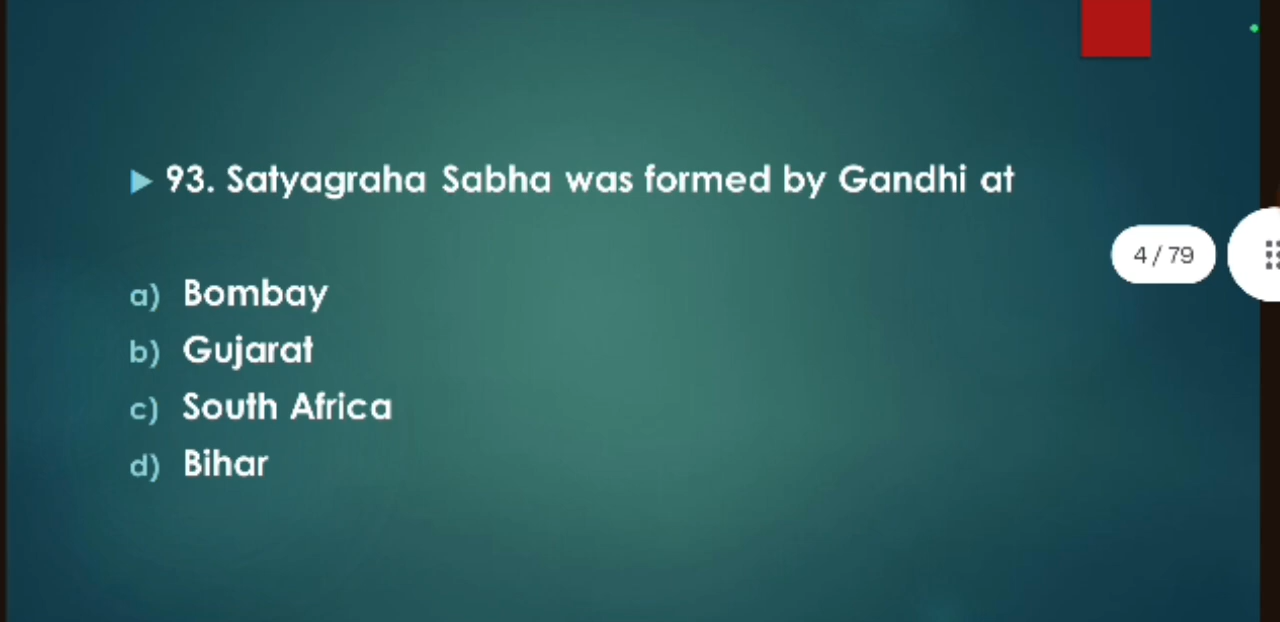 93. Satyagraha Sabha was formed by Gandhi at
4 / 79
a) Bombay
b) Gujarat
c) South Africa
d) Bihar